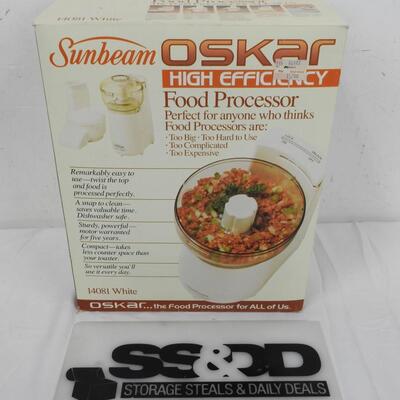 14081 White
Sunbeam OSKAR
HIGH EFFICIENCY
Food Processor
Perfect for anyone who thinks
Food Processors are:
· Too Big · Too Hard to Use
· Too Complicated
· Too Expensive
Remarkably easy to
use—twist the top
and food is
processed perfectly.
A snap to clean—
saves valuable time.
Dishwasher safe.
Sturdy, powerful—
motor warranted
for five years.
Compact—takes
less counter space than
your toaster.
So versatile you'll
use it every day.
14081 White
OSKAR... the Food Processor for ALL of Us.
SS&DD
STORAGE STEALS & DAILY DEALS